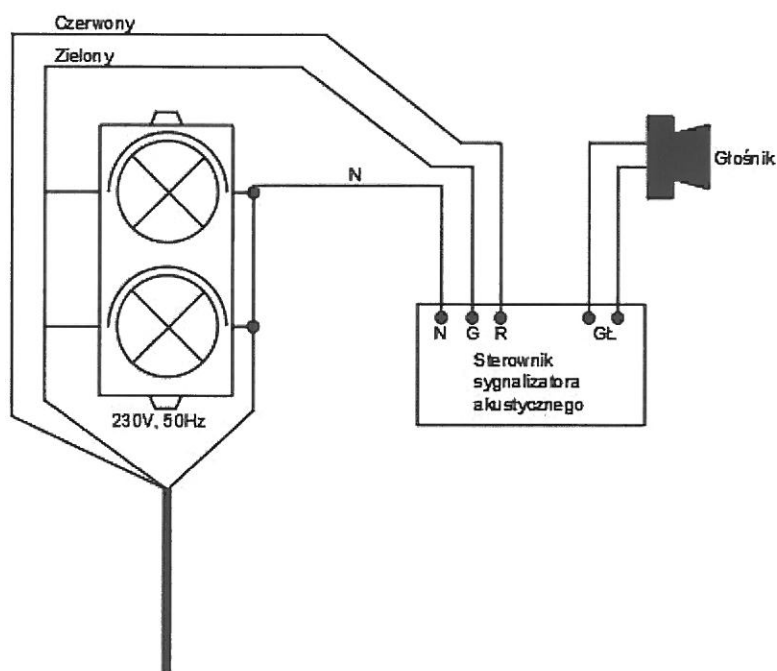 Czerwony
Zielony
N
Głośnik
N G R GŁ
Sterownik
sygnalizatora
akustycznego
230V, 50Hz